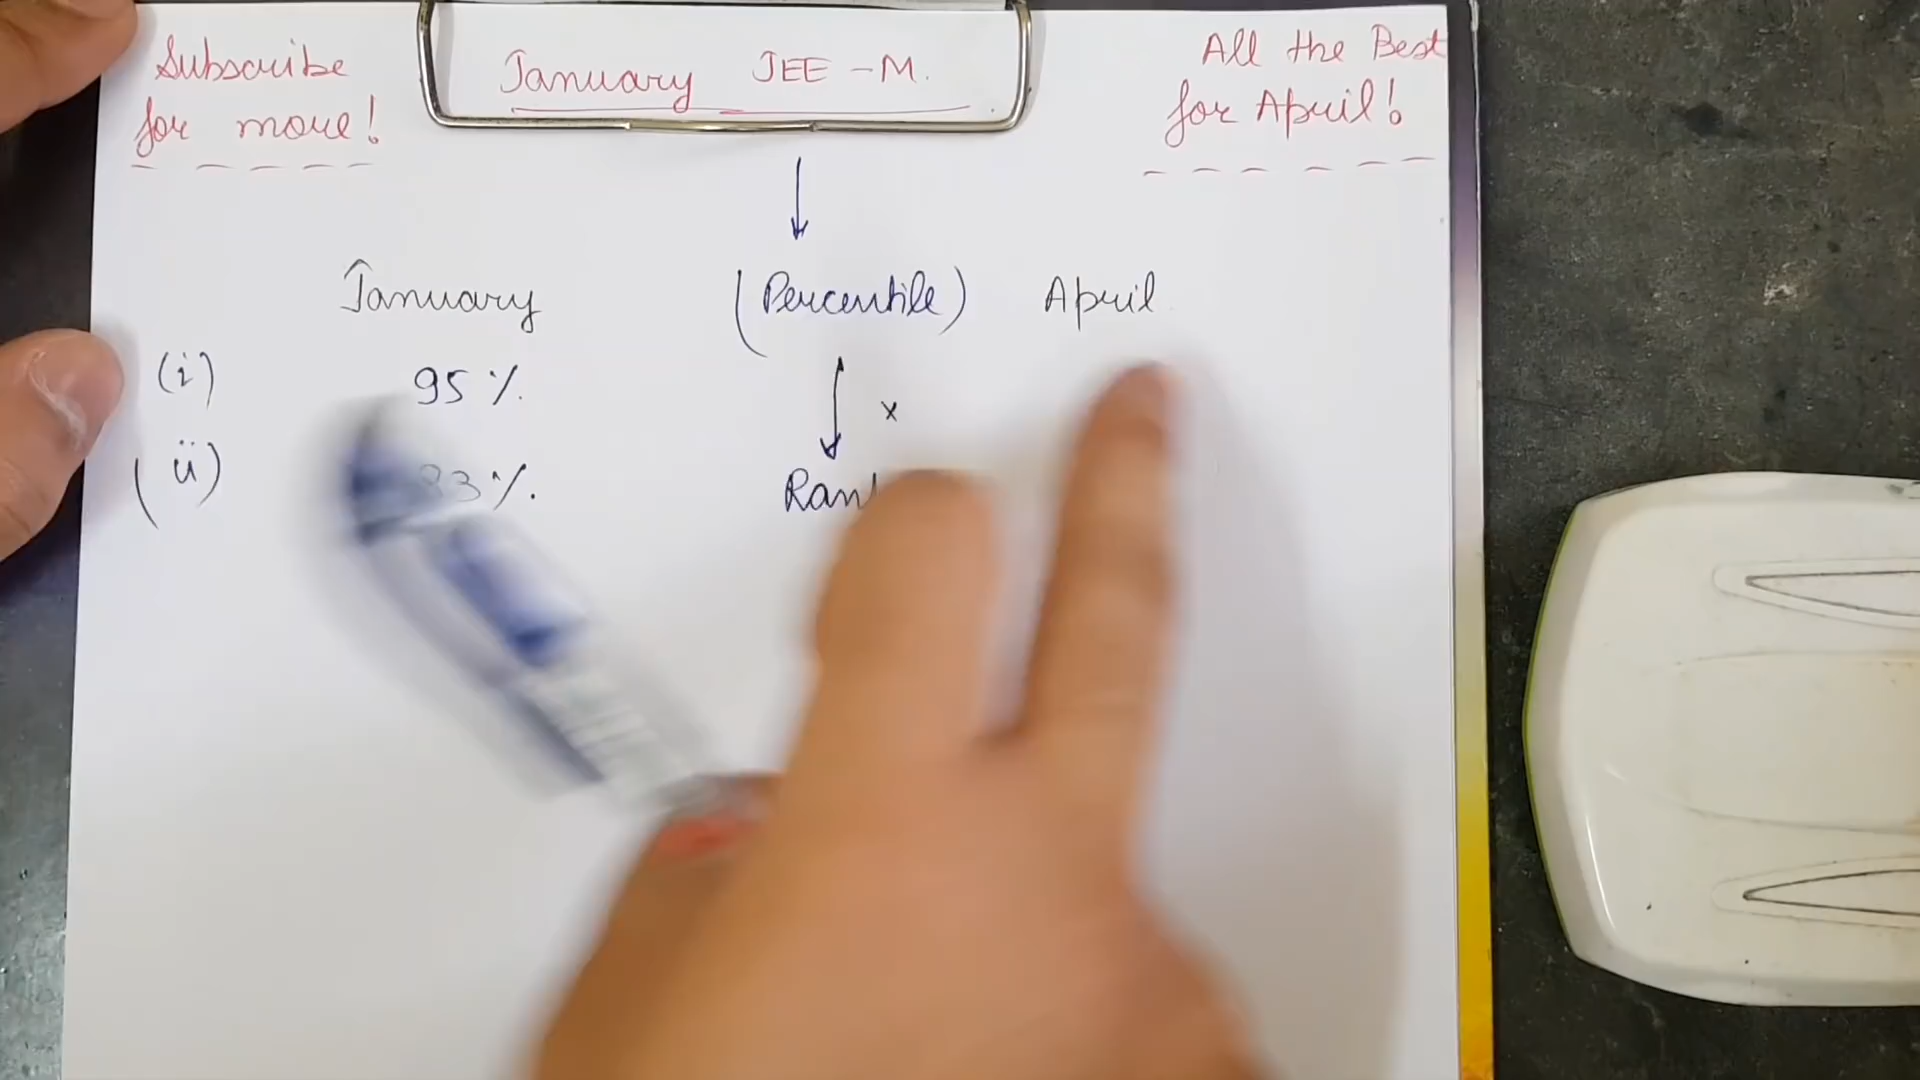 Subscribe
for more!
January JEE-M.
All the Best
for April!
January
(Percentile)
April
(i) 95 %.
x
(ii)